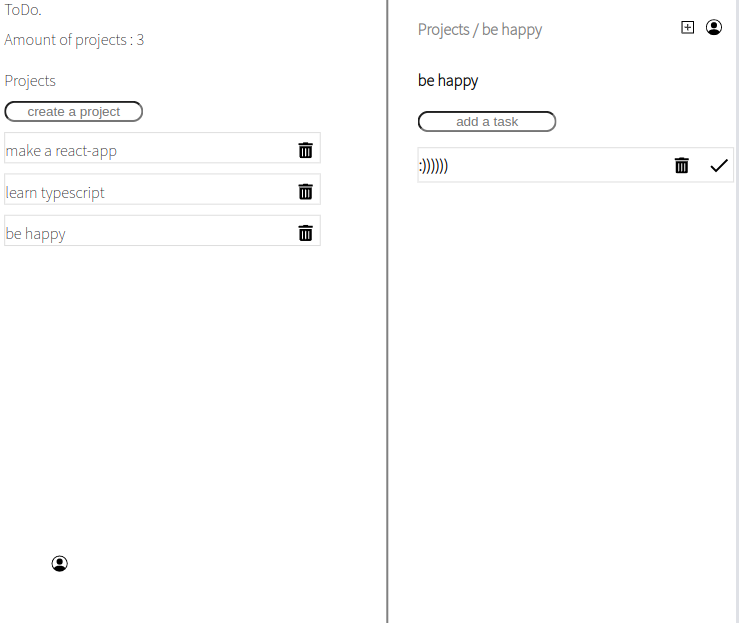 ToDo.
Amount of projects : 3
Projects
create a project
make a react-app
learn typescript
be happy
Projects / be happy
be happy
add a task
:))))))